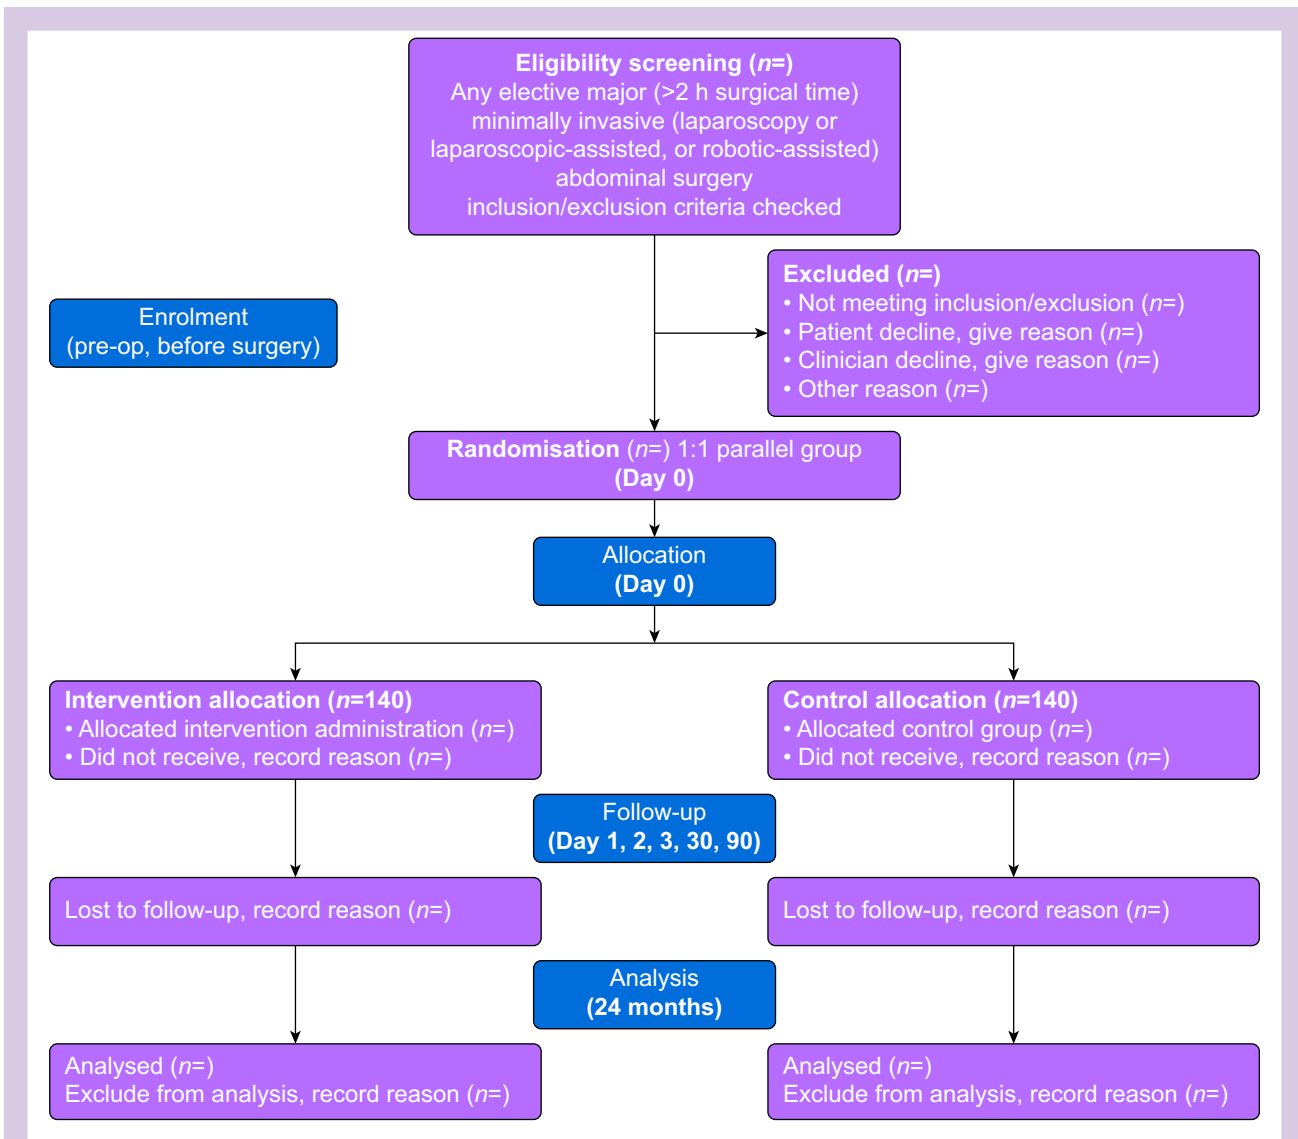 Eligibility screening (n=)
Any elective major (>2 h surgical time)
minimally invasive (laparoscopy or
laparoscopic-assisted, or robotic-assisted)
abdominal surgery
inclusion/exclusion criteria checked
Excluded (n=)
• Not meeting inclusion/exclusion (n=)
• Patient decline, give reason (n=)
• Clinician decline, give reason (n=)
• Other reason (n=)
Enrolment
(pre-op, before surgery)
Randomisation (n=) 1:1 parallel group
(Day 0)
Allocation
(Day 0)
Intervention allocation (n=140)
• Allocated intervention administration (n=)
• Did not receive, record reason (n=)
Control allocation (n=140)
• Allocated control group (n=)
• Did not receive, record reason (n=)
Follow-up
(Day 1, 2, 3, 30, 90)
Lost to follow-up, record reason (n=)
Lost to follow-up, record reason (n=)
Analysis
(24 months)
Analysed (n=)
Exclude from analysis, record reason (n=)
Analysed (n=)
Exclude from analysis, record reason (n=)